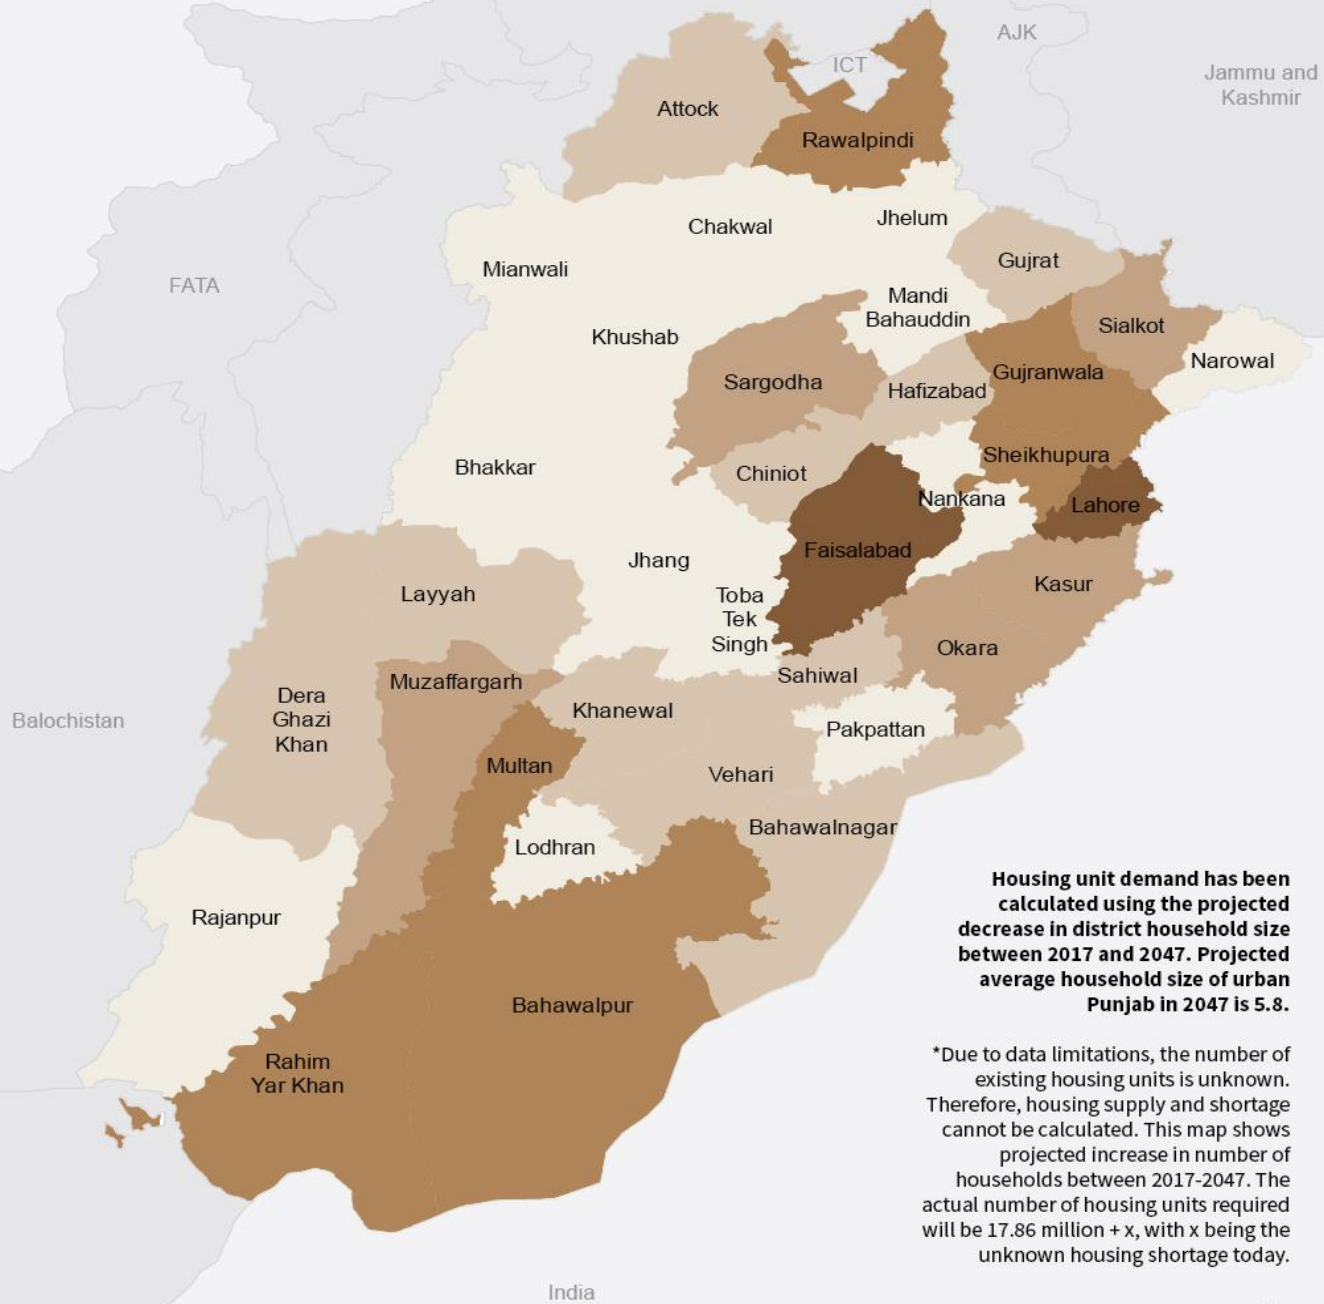 AJK
ICT
Jammu and
Kashmir
Attock
Rawalpindi
Jhelum
Chakwal
Gujrat
Mianwali
FATA
Mandi
Bahauddin
Sialkot
Khushab
Narowal
Gujranwala
Sargodha
Hafizabad
Sheikhupura
Bhakkar
Chiniot
Nankana
Lahore
Faisalabad
Jhang
Kasur
Layyah
Toba
Tek
Singh
Okara
Sahiwal
Muzaffargarh
Dera
Ghazi
Khan
Khanewal
Balochistan
Pakpattan
Multan
Vehari
Bahawalnagar
Lodhran
Rajanpur
Bahawalpur
Rahim
Yar Khan
Housing unit demand has been
calculated using the projected
decrease in district household size
between 2017 and 2047. Projected
average household size of urban
Punjab in 2047 is 5.8.
*Due to data limitations, the number of
existing housing units is unknown.
Therefore, housing supply and shortage
cannot be calculated. This map shows
projected increase in number of
households between 2017-2047. The
actual number of housing units required
will be 17.86 million + x, with x being the
unknown housing shortage today.
India